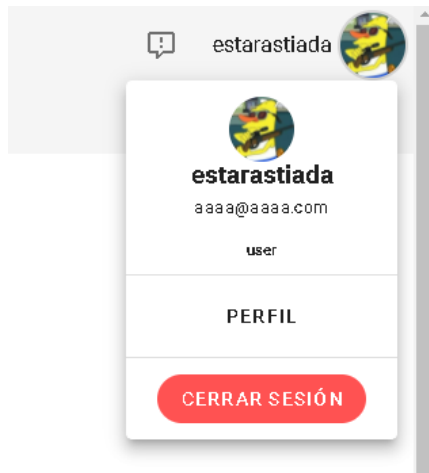 estarastiada
estarastiada
aaaa@aaaa.com
user
PERFIL
CERRAR SESIÓN